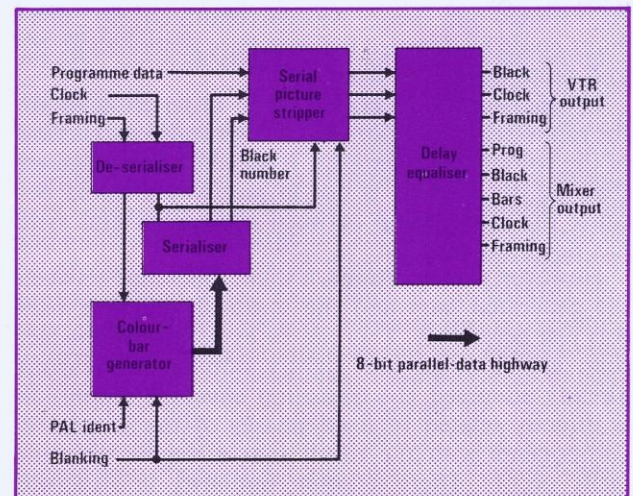 Programme data
Clock
Framing
De-serialiser
Serial
picture
stripper
Black
number
Serialiser
Colour-
bar
generator
PAL ident
Blanking
Delay
equaliser
Black
Clock
Framing
VTR
output
Prog
Black
Bars
Clock
Framing
Mixer
output
8-bit parallel-data highway